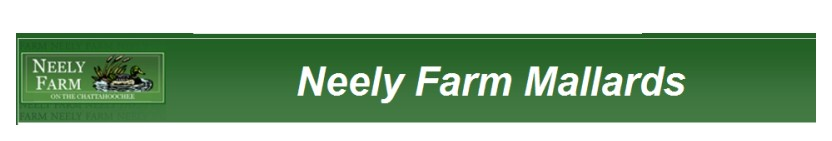 NEELY
FARM
ON THE CHATTAHOOCHEE
Neely Farm Mallards